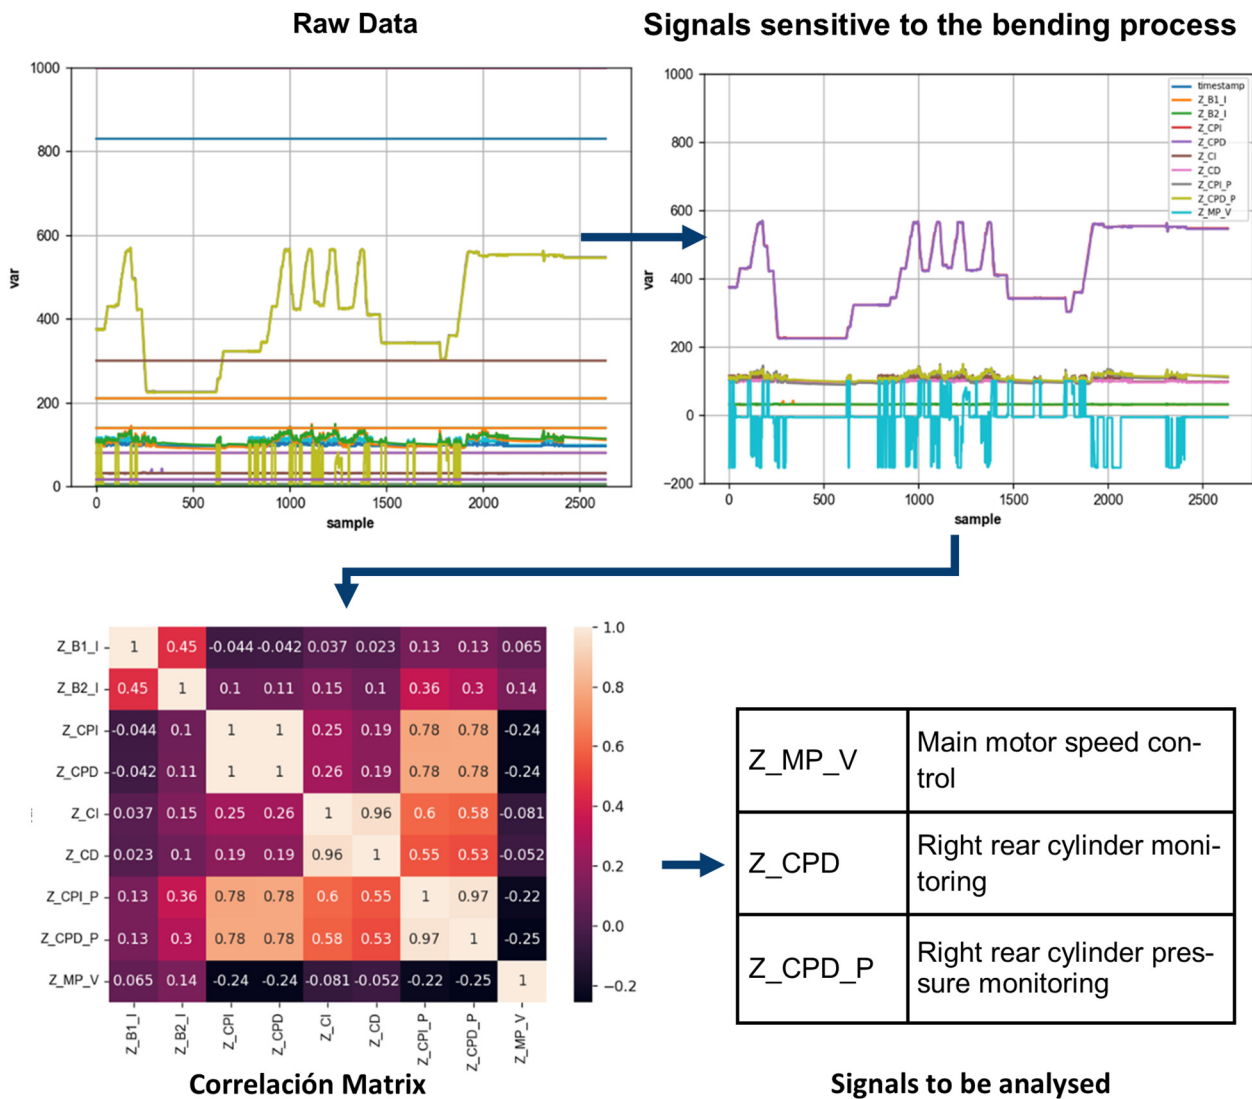 Raw Data
Signals sensitive to the bending process
1000
800
600
400
200
0
var
0 500 1000 1500 2000 2500
sample
1000
800
600
400
200
0
−200
var
0 500 1000 1500 2000 2500
sample
timestamp
Z_B1_I
Z_B2_I
Z_CPI
Z_CPD
Z_CI
Z_CD
Z_CPI_P
Z_CPD_P
Z_MP_V
Z_B1_I 1 0.45 -0.044 -0.042 0.037 0.023 0.13 0.13 0.065
Z_B2_I 0.45 1 0.1 0.11 0.15 0.1 0.36 0.3 0.14
Z_CPI -0.044 0.1 1 1 0.25 0.19 0.78 0.78 -0.24
Z_CPD -0.042 0.11 1 1 0.26 0.19 0.78 0.78 -0.24
Z_CI 0.037 0.15 0.25 0.26 1 0.96 0.6 0.58 -0.081
Z_CD 0.023 0.1 0.19 0.19 0.96 1 0.55 0.53 -0.052
Z_CPI_P 0.13 0.36 0.78 0.78 0.6 0.55 1 0.97 -0.22
Z_CPD_P 0.13 0.3 0.78 0.78 0.58 0.53 0.97 1 -0.25
Z_MP_V 0.065 0.14 -0.24 -0.24 -0.081 -0.052 -0.22 -0.25 1
Z_B1_I Z_B2_I Z_CPI Z_CPD Z_CI Z_CD Z_CPI_P Z_CPD_P Z_MP_V
1.0
0.8
0.6
0.4
0.2
0.0
−0.2
Correlación Matrix
Z_MP_V
Main motor speed con-
trol
Z_CPD
Right rear cylinder moni-
toring
Z_CPD_P
Right rear cylinder pres-
sure monitoring
Signals to be analysed